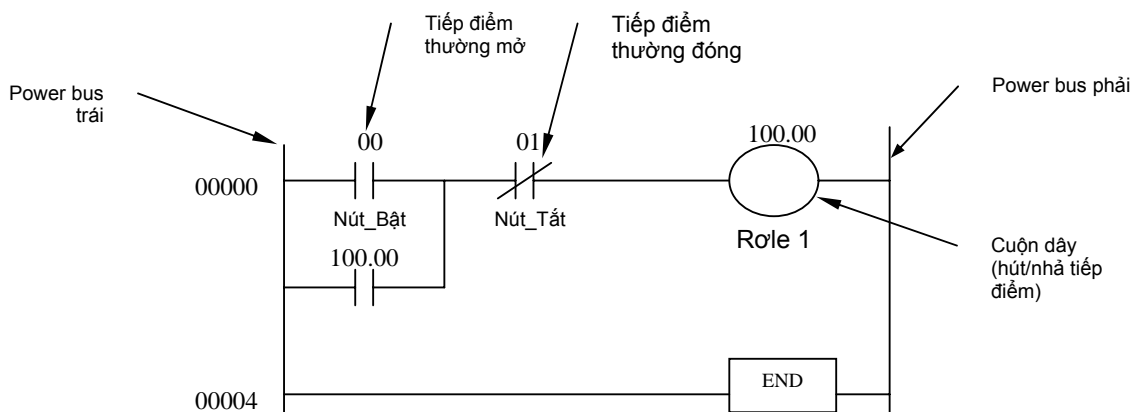 Tiếp điểm
thường mở
Tiếp điểm
thường đóng
Power bus
trái
Power bus phải
00
01
100.00
00000
Nút_Bật
Nút_Tắt
Rơle 1
100.00
Cuộn dây
(hút/nhả tiếp
điểm)
00004
END